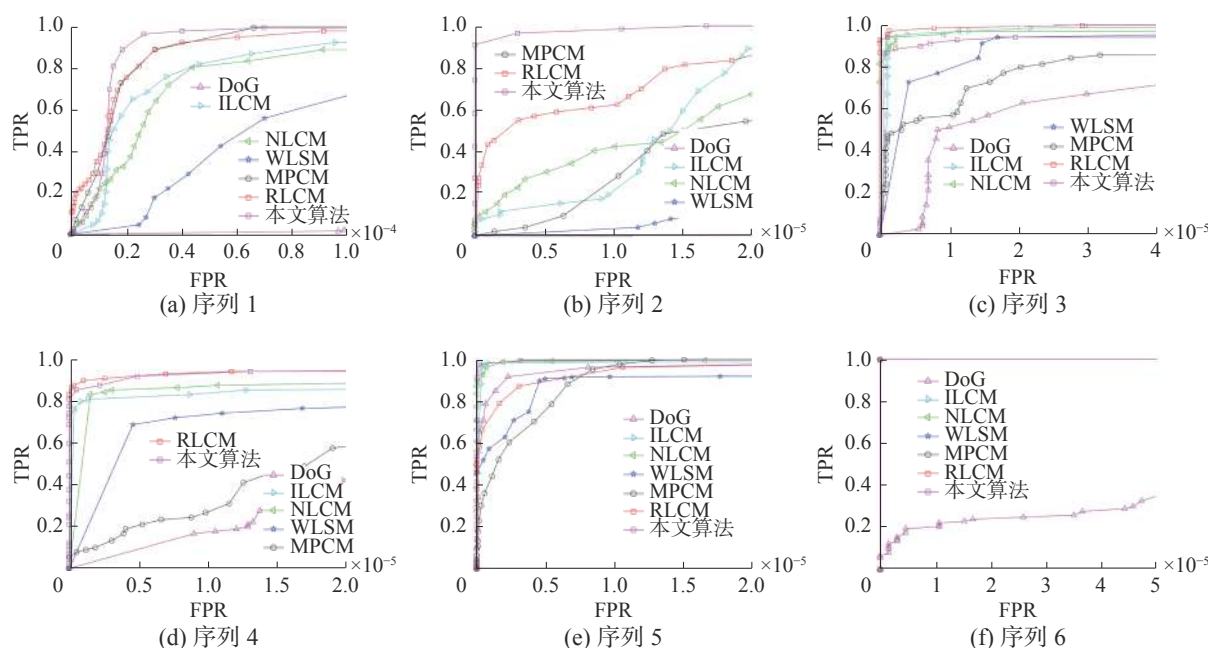 1.0
0.8
0.6
0.4
0.2
0
0.2
0.4
0.6
0.8
1.0
×10⁻⁴
TPR
FPR
DoG
ILCM
NLCM
WLSM
MPCM
RLCM
本文算法
(a) 序列 1
1.0
0.8
0.6
0.4
0.2
0
0.5
1.0
1.5
2.0
×10⁻⁵
TPR
FPR
MPCM
RLCM
本文算法
DoG
ILCM
NLCM
WLSM
(b) 序列 2
1.0
0.8
0.6
0.4
0.2
0
1
2
3
4
×10⁻⁵
TPR
FPR
DoG
ILCM
NLCM
WLSM
MPCM
RLCM
本文算法
(c) 序列 3
1.0
0.8
0.6
0.4
0.2
0
0.5
1.0
1.5
2.0
×10⁻⁵
TPR
FPR
RLCM
本文算法
DoG
ILCM
NLCM
WLSM
MPCM
(d) 序列 4
1.0
0.8
0.6
0.4
0.2
0
0.5
1.0
1.5
2.0
×10⁻⁵
TPR
FPR
DoG
ILCM
NLCM
WLSM
MPCM
RLCM
本文算法
(e) 序列 5
1.0
0.8
0.6
0.4
0.2
0
1
2
3
4
5
×10⁻⁵
TPR
FPR
DoG
ILCM
NLCM
WLSM
MPCM
RLCM
本文算法
(f) 序列 6